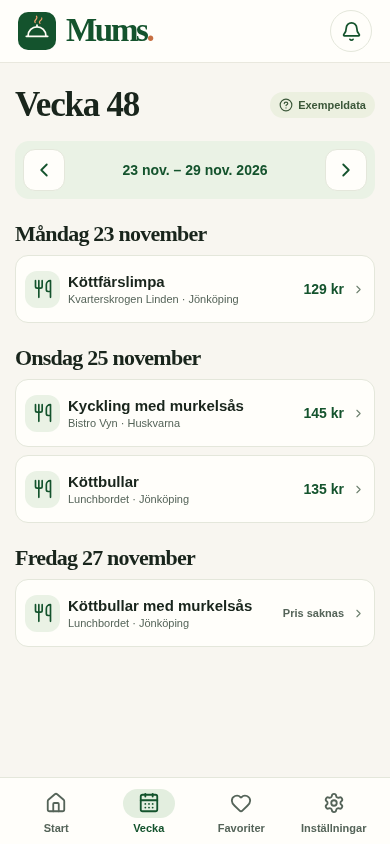 Mums.
Vecka 48
Exempeldata
23 nov. – 29 nov. 2026
Måndag 23 november
Köttfärslimpa
129 kr
Kvarterskrogen Linden · Jönköping
Onsdag 25 november
Kyckling med murkelsås
145 kr
Bistro Vyn · Huskvarna
Köttbullar
135 kr
Lunchbordet · Jönköping
Fredag 27 november
Köttbullar med murkelsås
Pris saknas
Lunchbordet · Jönköping
Start
Vecka
Favoriter
Inställningar